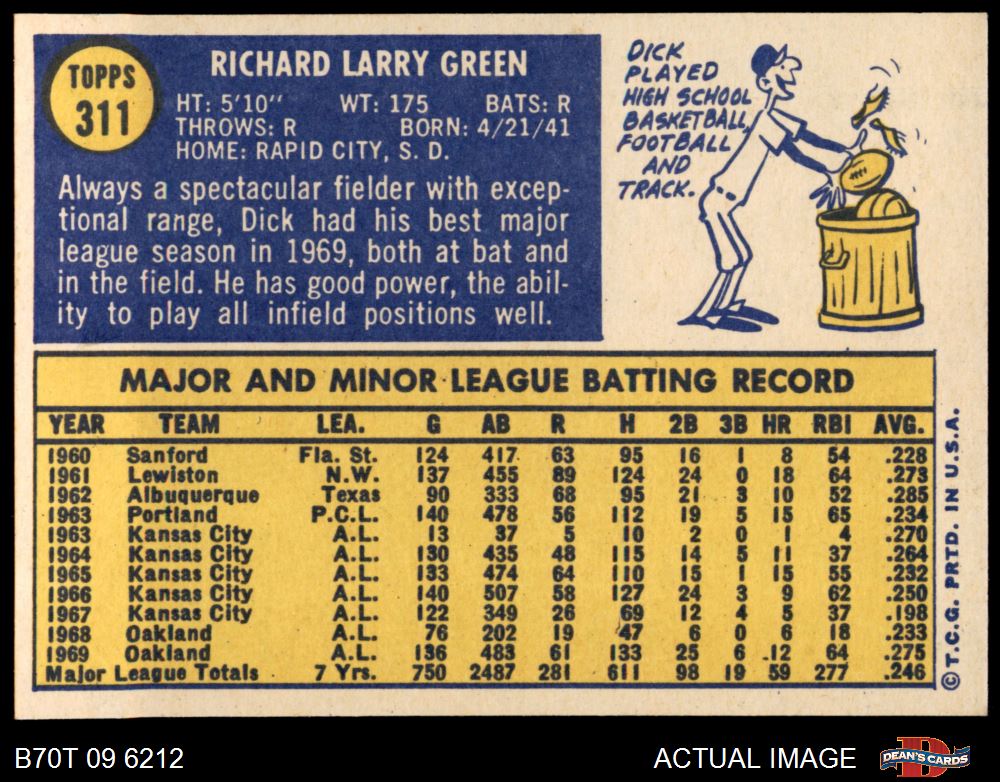 TOPPS
311
RICHARD LARRY GREEN
HT: 5'10" WT: 175 BATS: R
THROWS: R BORN: 4/21/41
HOME: RAPID CITY, S. D.
Always a spectacular fielder with excep-
tional range, Dick had his best major
league season in 1969, both at bat and
in the field. He has good power, the abil-
ity to play all infield positions well.
DICK
PLAYED
HIGH SCHOOL
BASKETBALL,
FOOTBALL
AND
TRACK.
MAJOR AND MINOR LEAGUE BATTING RECORD
YEAR TEAM LEA. G AB R H 2B 3B HR RBI AVG.
1960 Sanford Fla. St. 124 417 63 95 16 1 8 54 .228
1961 Lewiston N.W. 137 455 89 124 24 0 18 64 .273
1962 Albuquerque Texas 90 333 68 95 21 3 10 52 .285
1963 Portland P.C.L. 140 478 56 112 19 5 15 65 .234
1963 Kansas City A.L. 13 37 5 10 2 0 1 4 .270
1964 Kansas City A.L. 130 435 48 115 14 5 11 37 .264
1965 Kansas City A.L. 133 474 64 110 15 1 15 55 .232
1966 Kansas City A.L. 140 507 58 127 24 3 9 62 .250
1967 Kansas City A.L. 122 349 26 69 12 4 5 37 .198
1968 Oakland A.L. 76 202 19 47 6 0 6 18 .233
1969 Oakland A.L. 136 483 61 133 25 6 12 64 .275
Major League Totals 7 Yrs. 750 2487 281 611 98 19 59 277 .246
©T.C.G. PRTD. IN U.S.A.
B70T 09 6212
ACTUAL IMAGE
DEAN'S CARDS